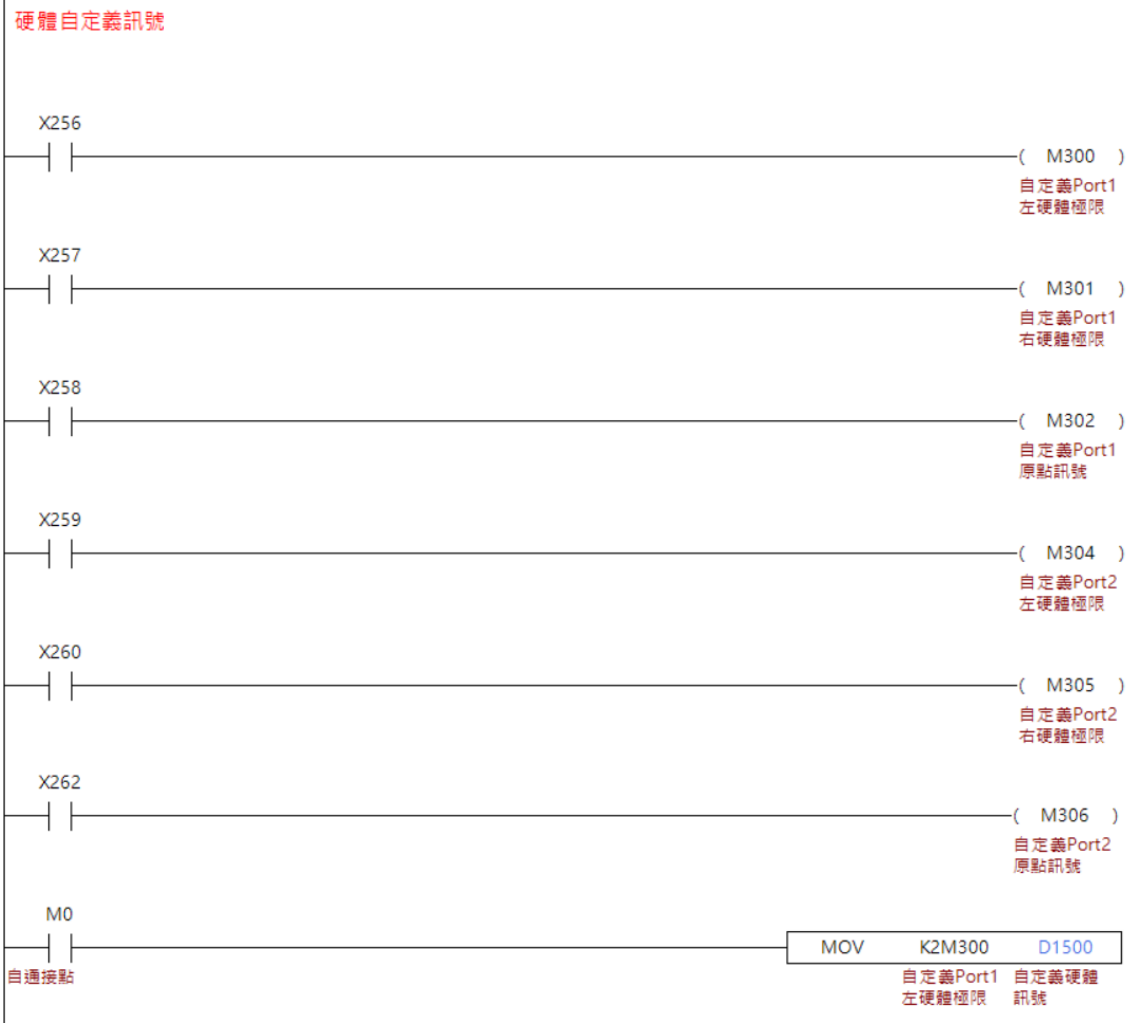 硬體自定義訊號
X256
( M300 )
自定義Port1
左硬體極限
X257
( M301 )
自定義Port1
右硬體極限
X258
( M302 )
自定義Port1
原點訊號
X259
( M304 )
自定義Port2
左硬體極限
X260
( M305 )
自定義Port2
右硬體極限
X262
( M306 )
自定義Port2
原點訊號
M0
MOV K2M300 D1500
自通接點
自定義Port1 自定義硬體
左硬體極限 訊號